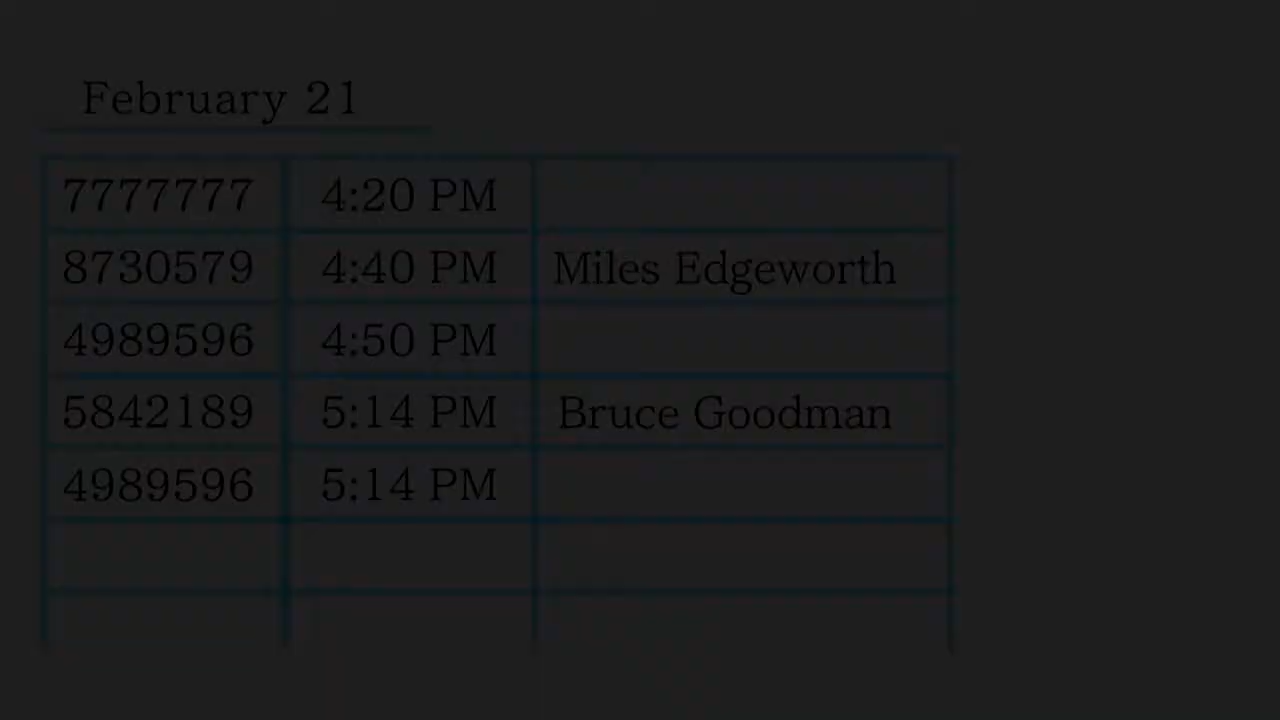 February 21
7777777 4:20 PM
8730579 4:40 PM Miles Edgeworth
4989596 4:50 PM
5842189 5:14 PM Bruce Goodman
4989596 5:14 PM